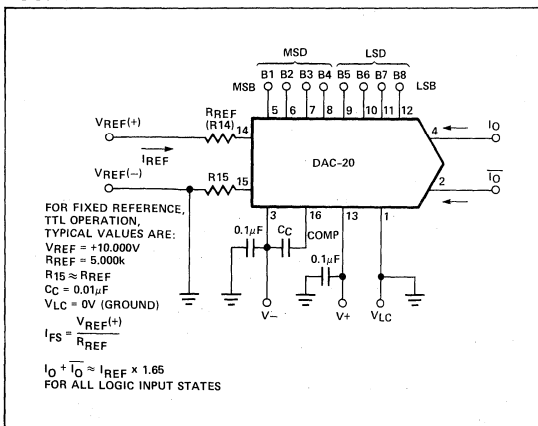 MSD LSD
MSB B1 B2 B3 B4 B5 B6 B7 B8 LSB
5 6 7 8 9 10 11 12
VREF(+) RREF (R14) 14 4 IO
IREF DAC-20
VREF(−) R15 15 2 IO
3 16 13 1
0.1μF CC COMP 0.1μF
V− V+ VLC
FOR FIXED REFERENCE,
TTL OPERATION,
TYPICAL VALUES ARE:
VREF = +10.000V
RREF = 5.000k
R15 ≈ RREF
CC = 0.01μF
VLC = 0V (GROUND)
IFS = VREF(+) / RREF
IO + I̅O̅ ≈ IREF x 1.65
FOR ALL LOGIC INPUT STATES